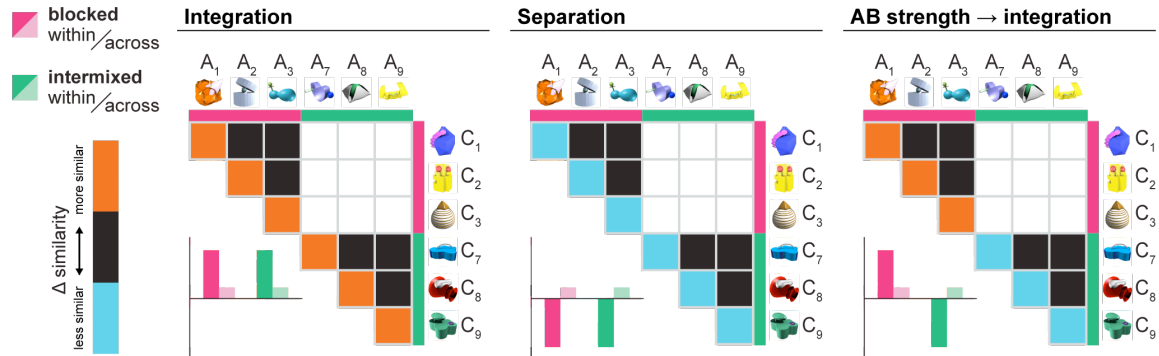 blocked
within/across
intermixed
within/across
Δ similarity
less similar
more similar
Integration
A1 A2 A3 A7 A8 A9
C1
C2
C3
C7
C8
C9
Separation
A1 A2 A3 A7 A8 A9
C1
C2
C3
C7
C8
C9
AB strength → integration
A1 A2 A3 A7 A8 A9
C1
C2
C3
C7
C8
C9